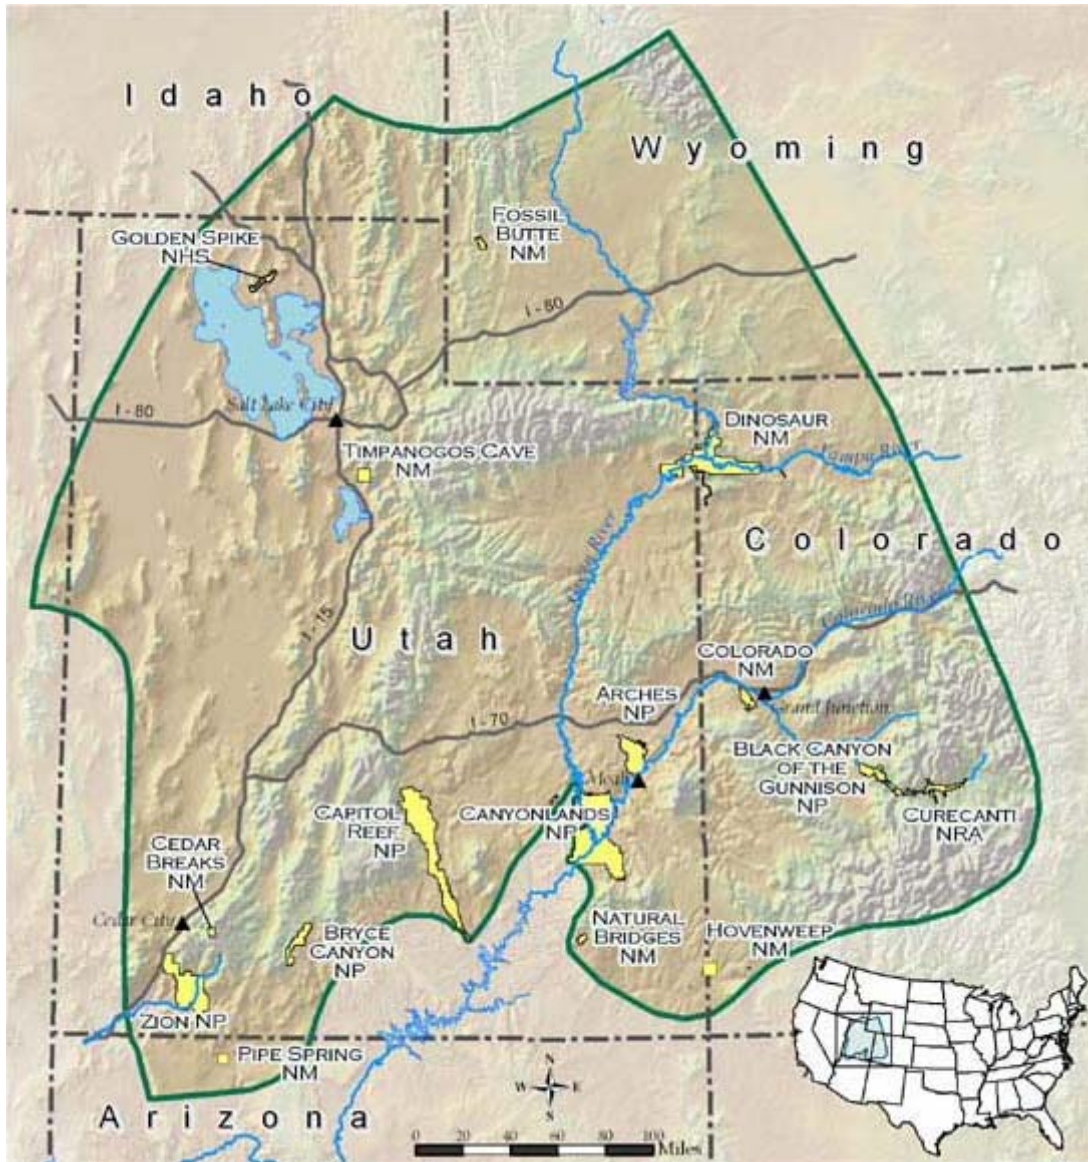 Idaho
Wyoming
GOLDEN SPIKE
NHS
FOSSIL
BUTTE
NM
I - 80
I - 80
Salt Lake City
TIMPANOGOS CAVE
NM
DINOSAUR
NM
Yampa River
Green River
Colorado
Colorado River
I - 15
Utah
COLORADO
NM
ARCHES
NP
Grand Junction
I - 70
BLACK CANYON
OF THE
GUNNISON
NP
Moab
CAPITOL
REEF
NP
CANYONLANDS
NP
CURECANTI
NRA
CEDAR
BREAKS
NM
Cedar City
BRYCE
CANYON
NP
NATURAL
BRIDGES
NM
HOVENWEEP
NM
ZION NP
PIPE SPRING
NM
Arizona
N
W E
S
0 20 40 60 80 100
Miles